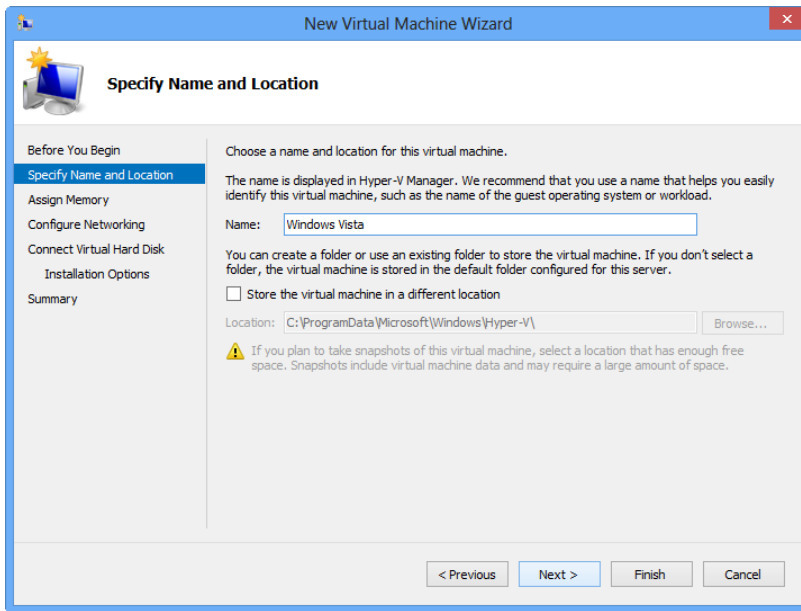 New Virtual Machine Wizard
x
Specify Name and Location
Before You Begin
Specify Name and Location
Assign Memory
Configure Networking
Connect Virtual Hard Disk
Installation Options
Summary
Choose a name and location for this virtual machine.
The name is displayed in Hyper-V Manager. We recommend that you use a name that helps you easily
identify this virtual machine, such as the name of the guest operating system or workload.
Name: Windows Vista
You can create a folder or use an existing folder to store the virtual machine. If you don't select a
folder, the virtual machine is stored in the default folder configured for this server.
Store the virtual machine in a different location
Location: C:\ProgramData\Microsoft\Windows\Hyper-V\ Browse...
If you plan to take snapshots of this virtual machine, select a location that has enough free
space. Snapshots include virtual machine data and may require a large amount of space.
< Previous Next > Finish Cancel